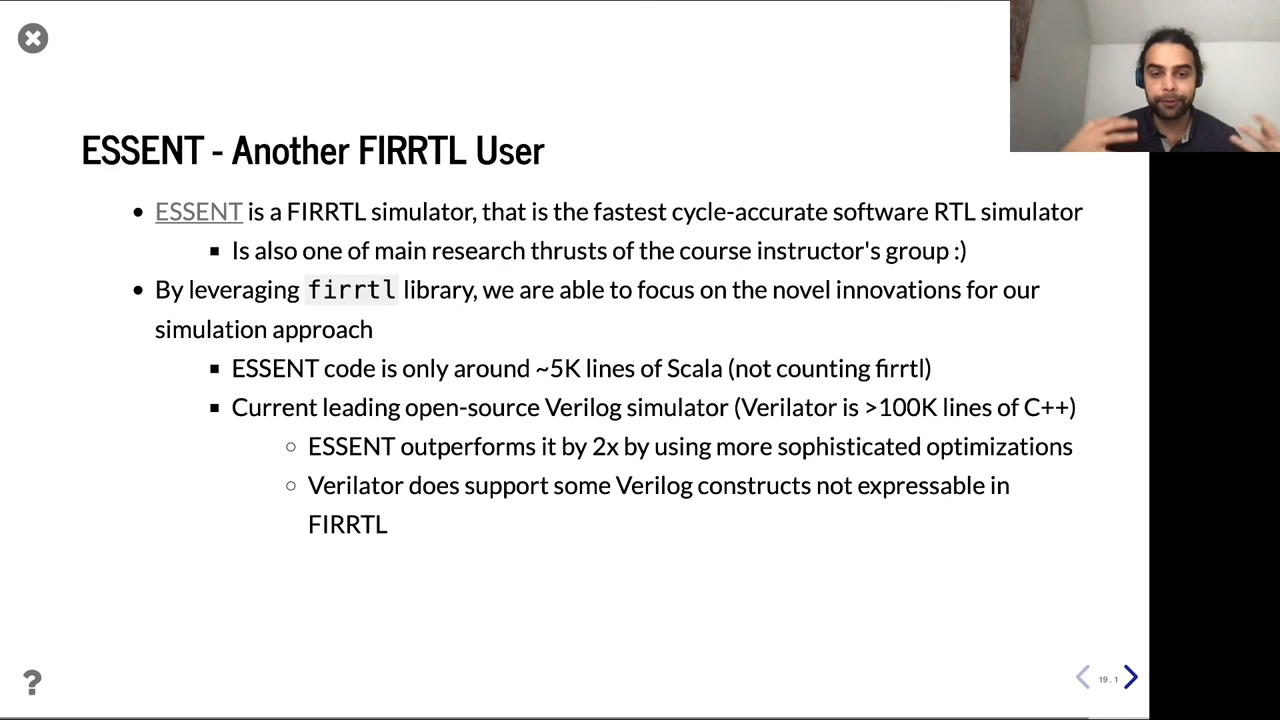 ESSENT - Another FIRRTL User
ESSENT is a FIRRTL simulator, that is the fastest cycle-accurate software RTL simulator
Is also one of main research thrusts of the course instructor's group :)
By leveraging firrtl library, we are able to focus on the novel innovations for our
simulation approach
ESSENT code is only around ~5K lines of Scala (not counting firrtl)
Current leading open-source Verilog simulator (Verilator is >100K lines of C++)
ESSENT outperforms it by 2x by using more sophisticated optimizations
Verilator does support some Verilog constructs not expressable in
FIRRTL
?
19.1